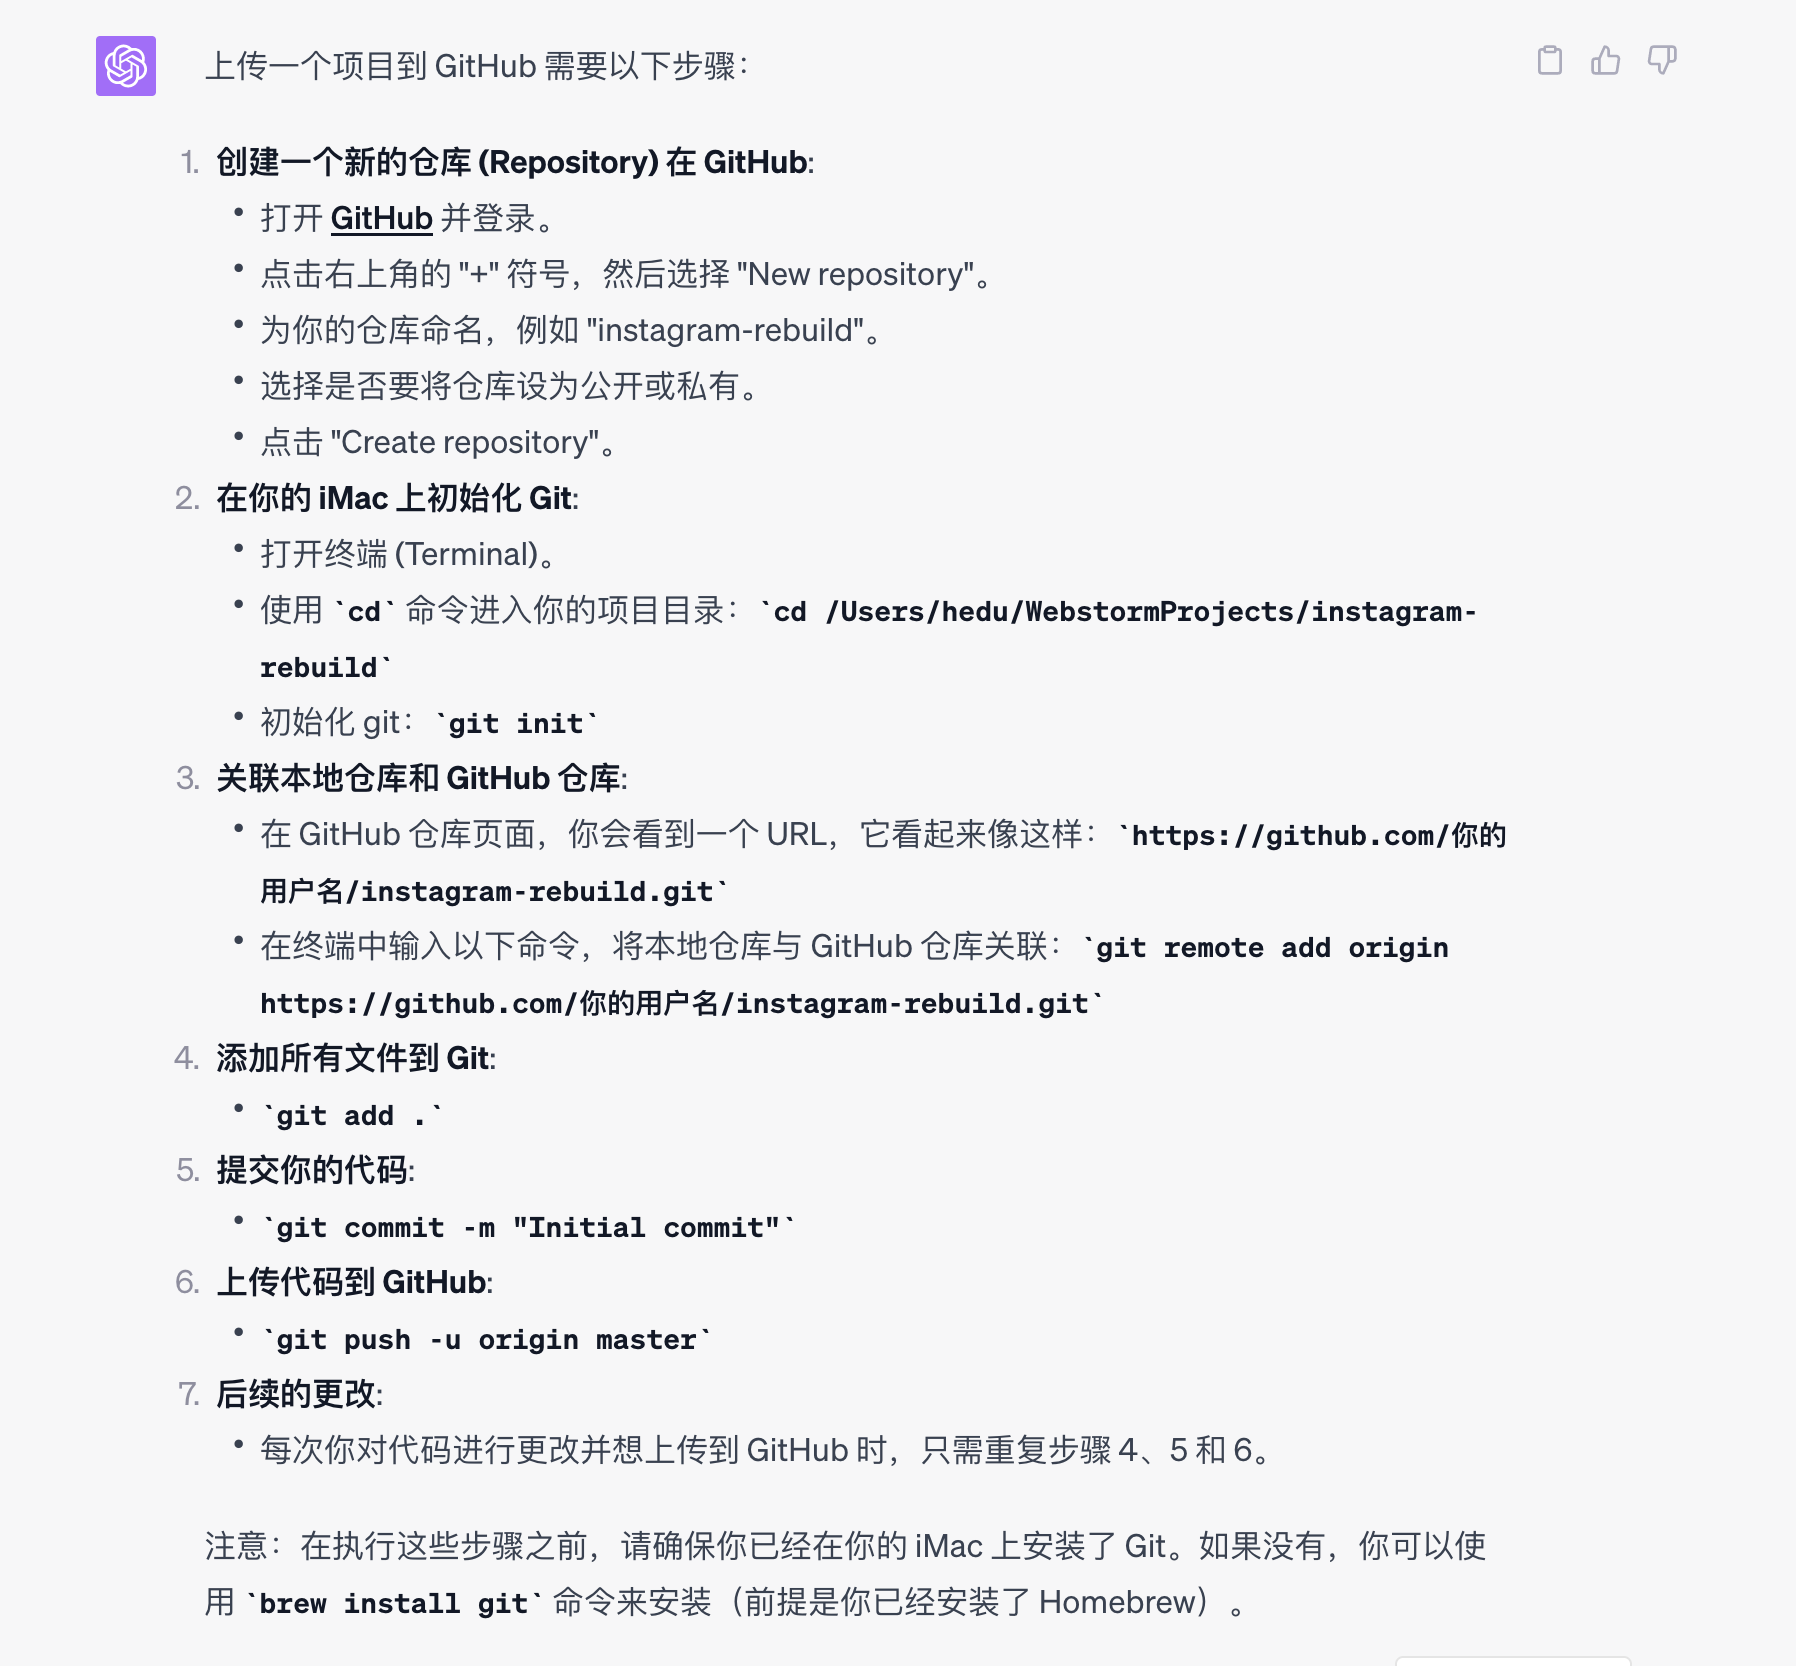 上传一个项目到 GitHub 需要以下步骤：
1. 创建一个新的仓库 (Repository) 在 GitHub:
• 打开 GitHub 并登录。
• 点击右上角的 "+" 符号，然后选择 "New repository"。
• 为你的仓库命名，例如 "instagram-rebuild"。
• 选择是否要将仓库设为公开或私有。
• 点击 "Create repository"。
2. 在你的 iMac 上初始化 Git:
• 打开终端 (Terminal)。
• 使用 `cd` 命令进入你的项目目录：`cd /Users/hedu/WebstormProjects/instagram-
rebuild`
• 初始化 git：`git init`
3. 关联本地仓库和 GitHub 仓库:
• 在 GitHub 仓库页面，你会看到一个 URL，它看起来像这样：`https://github.com/你的
用户名/instagram-rebuild.git`
• 在终端中输入以下命令，将本地仓库与 GitHub 仓库关联：`git remote add origin
https://github.com/你的用户名/instagram-rebuild.git`
4. 添加所有文件到 Git:
• `git add .`
5. 提交你的代码:
• `git commit -m "Initial commit"`
6. 上传代码到 GitHub:
• `git push -u origin master`
7. 后续的更改:
• 每次你对代码进行更改并想上传到 GitHub 时，只需重复步骤 4、5 和 6。
注意：在执行这些步骤之前，请确保你已经在你的 iMac 上安装了 Git。如果没有，你可以使
用 `brew install git` 命令来安装（前提是你已经安装了 Homebrew）。